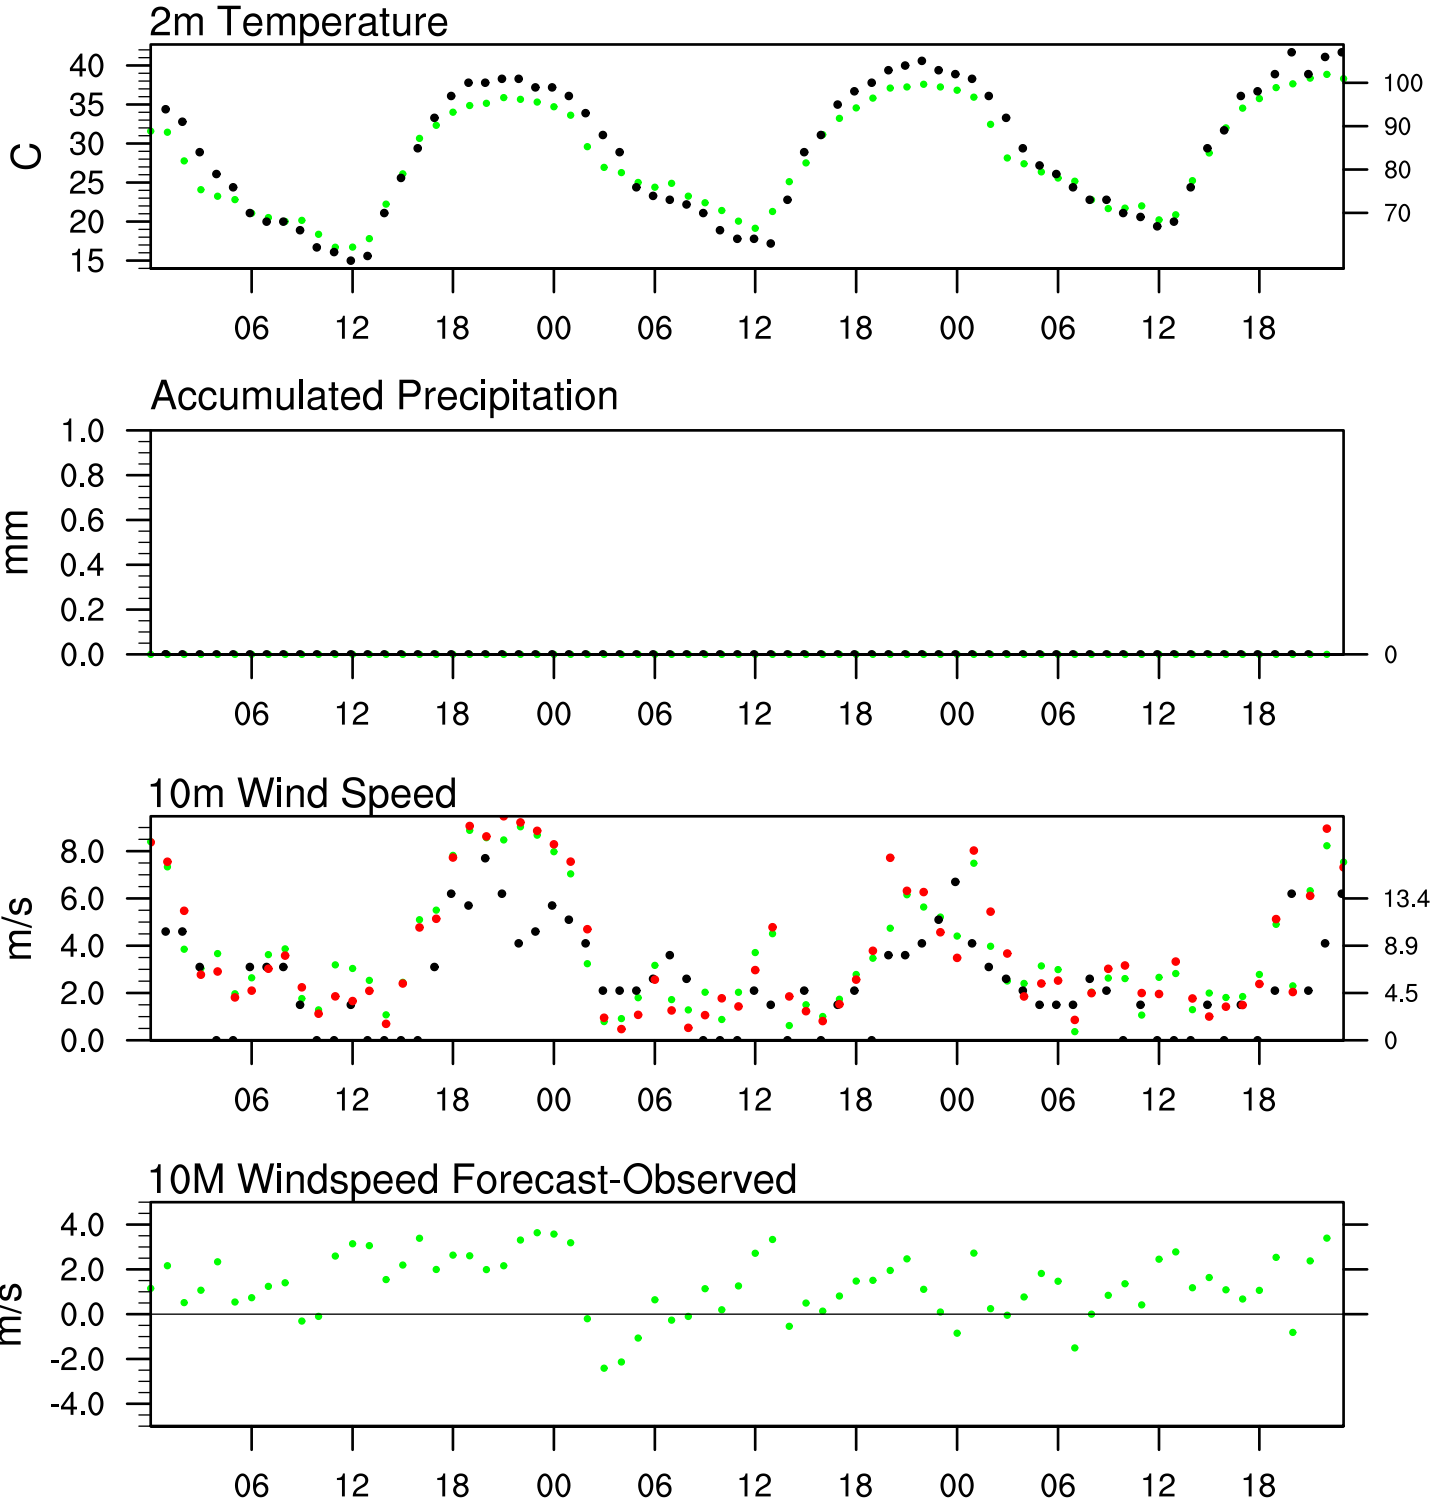 2m Temperature
40
35
30
25
20
15
C
100
90
80
70
06 12 18 00 06 12 18 00 06 12 18
Accumulated Precipitation
1.0
0.8
0.6
0.4
0.2
0.0
mm
0
06 12 18 00 06 12 18 00 06 12 18
10m Wind Speed
8.0
6.0
4.0
2.0
0.0
m/s
13.4
8.9
4.5
0
06 12 18 00 06 12 18 00 06 12 18
10M Windspeed Forecast-Observed
4.0
2.0
0.0
-2.0
-4.0
m/s
06 12 18 00 06 12 18 00 06 12 18